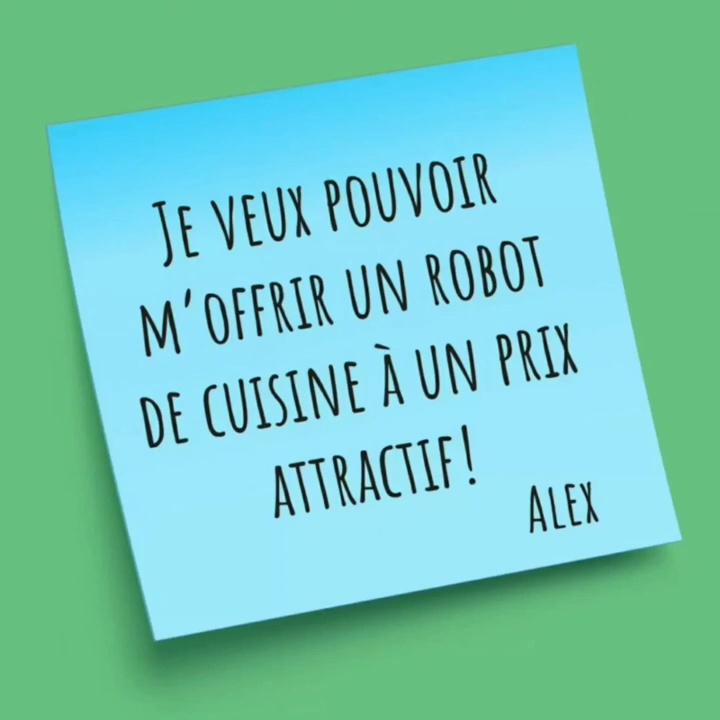 Je veux pouvoir
m'offrir un robot
de cuisine à un prix
attractif!
Alex